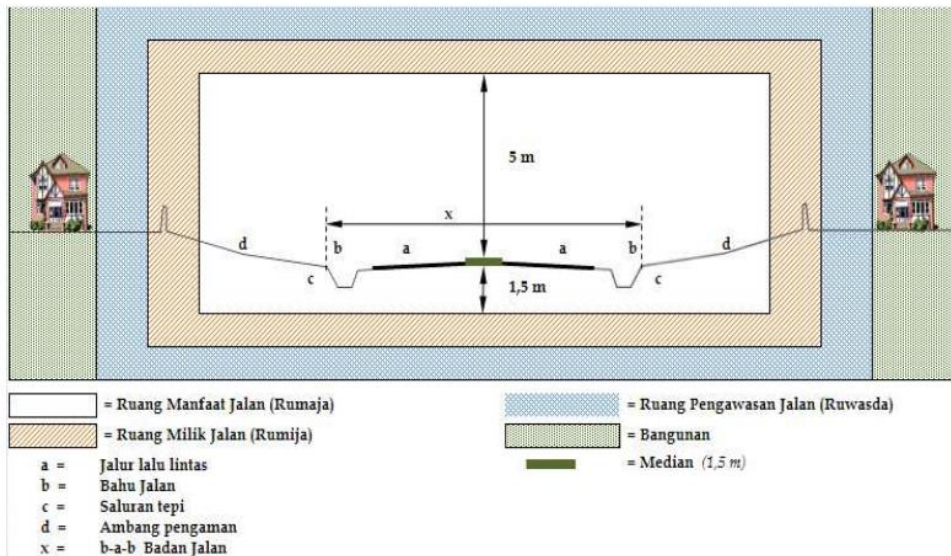 5 m
x
d
b
a
a
b
d
c
c
1,5 m
= Ruang Manfaat Jalan (Rumaja)
= Ruang Milik Jalan (Rumija)
a = Jalur lalu lintas
b = Bahu Jalan
c = Saluran tepi
d = Ambang pengaman
x = b-a-b Badan Jalan
= Ruang Pengawasan Jalan (Ruwasda)
= Bangunan
= Median (1,5 m)